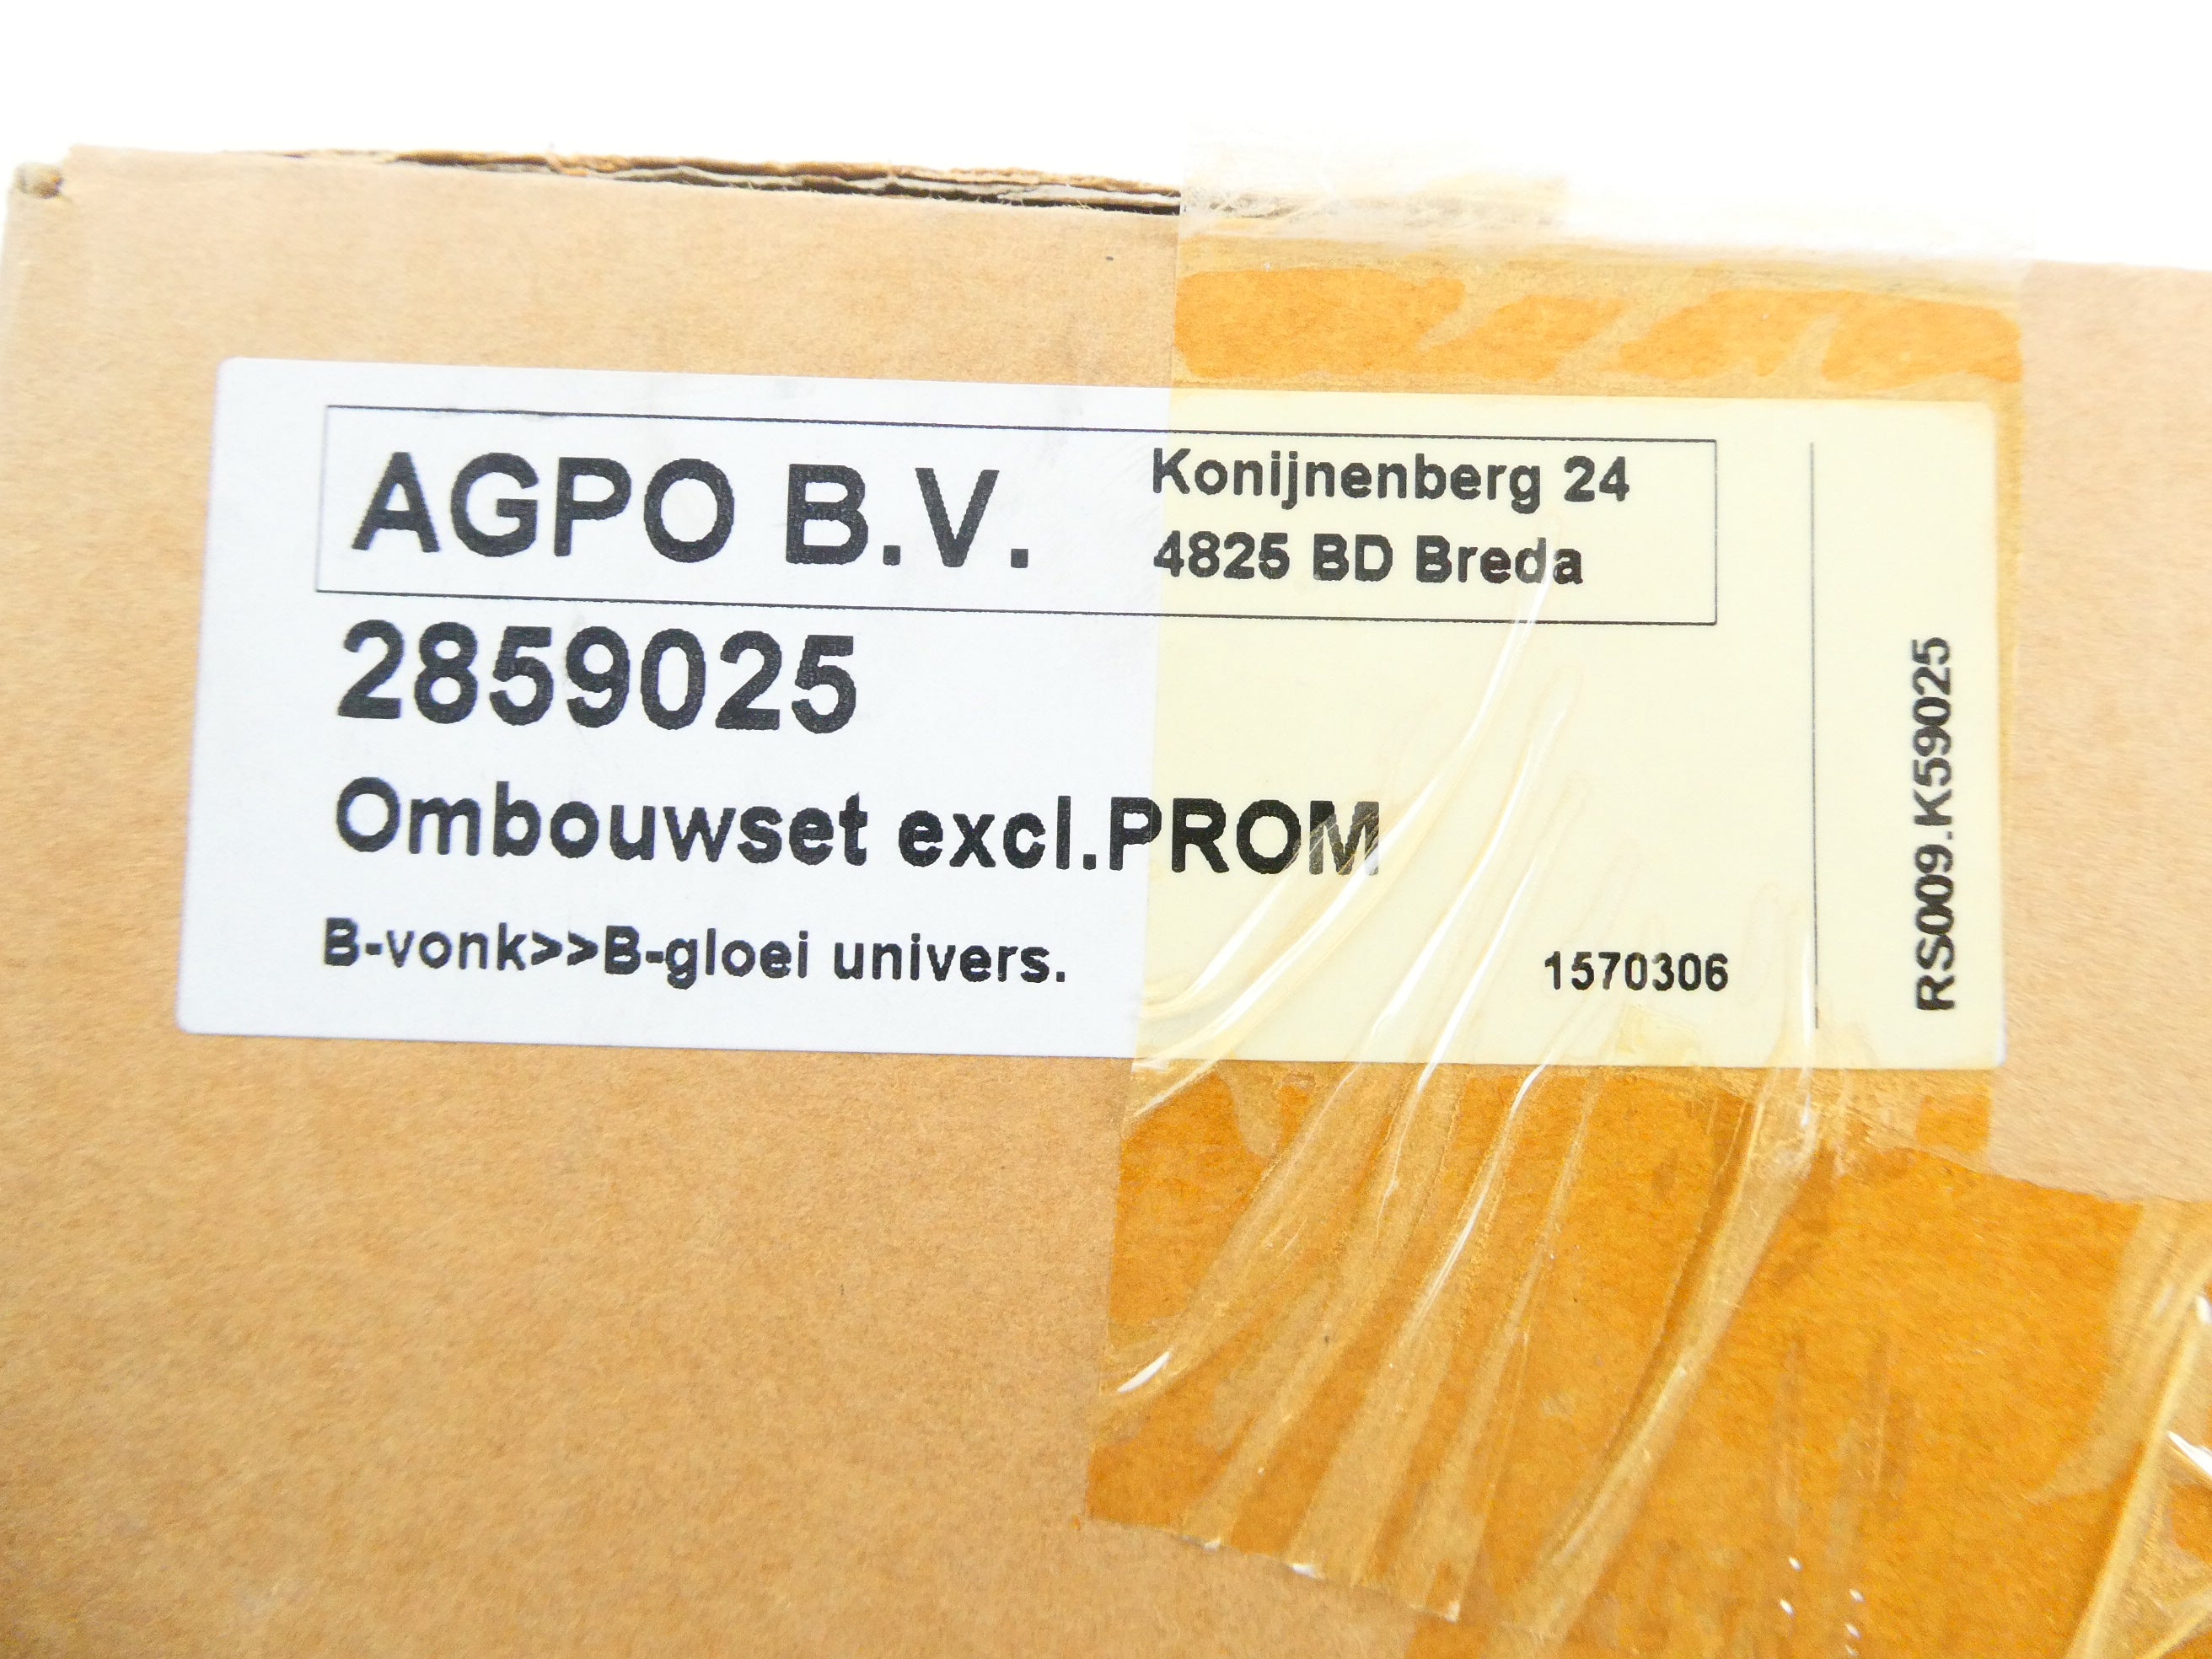 AGPO B.V.
Konijnenberg 24
4825 BD Breda
2859025
Ombouwset excl.PROM
B-vonk>>B-gloei univers.
1570306
RS009.K59025